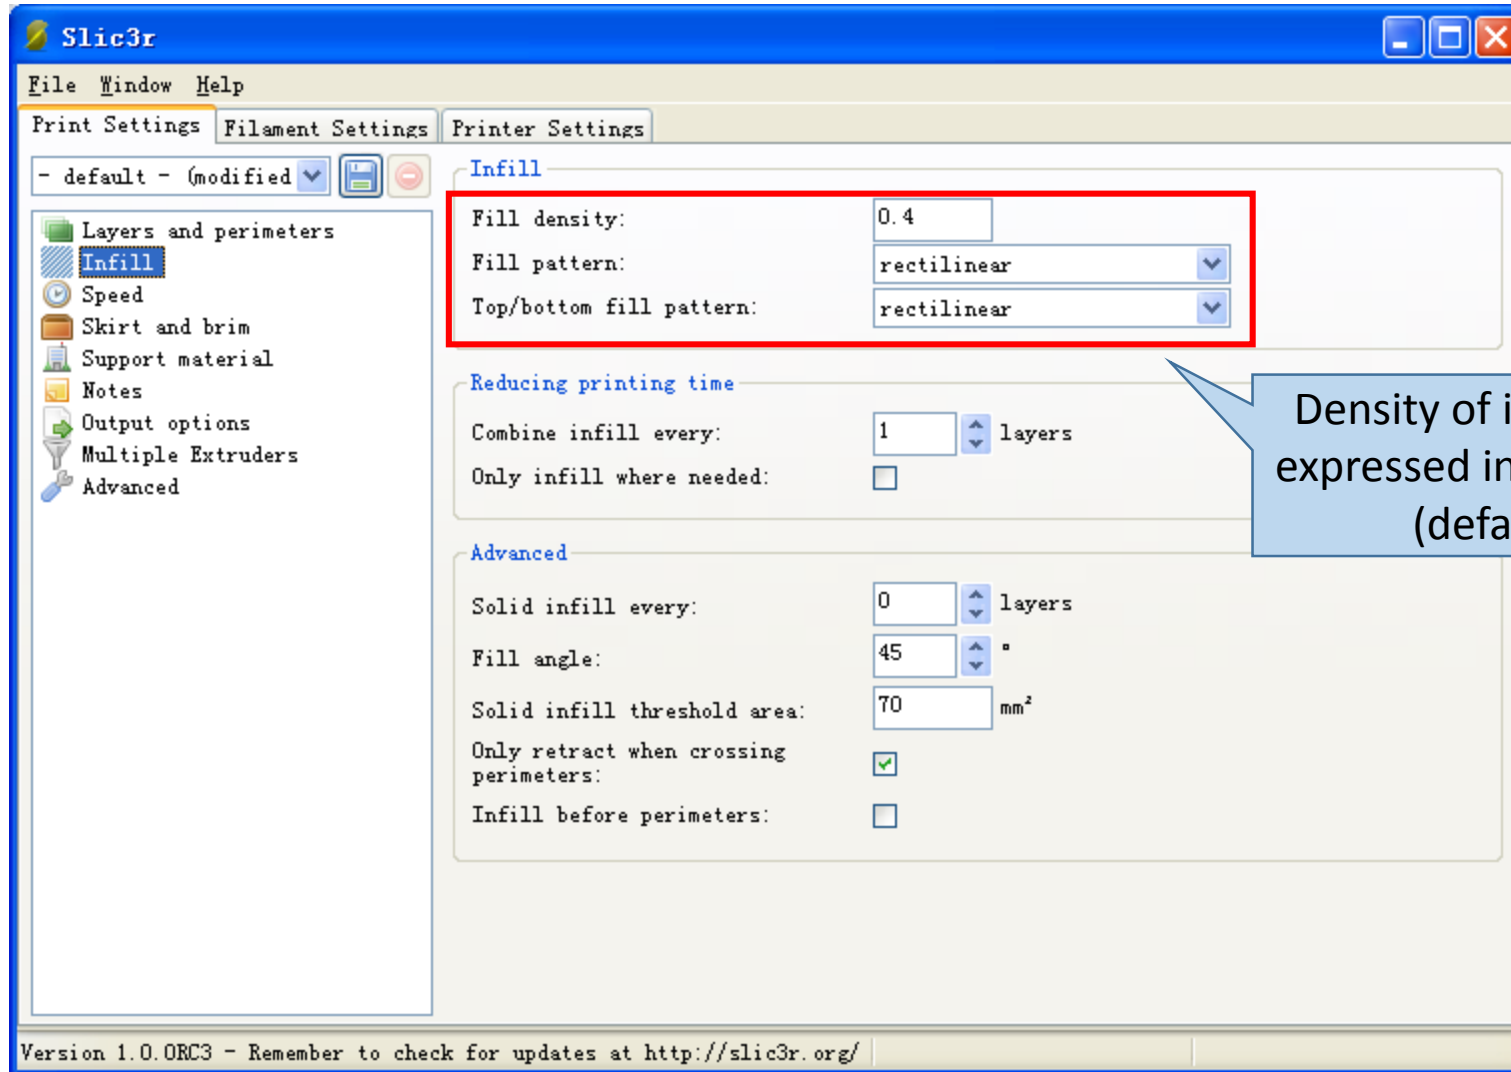 Slic3r
File Window Help
Print Settings Filament Settings Printer Settings
- default - (modified
Layers and perimeters
Infill
Speed
Skirt and brim
Support material
Notes
Output options
Multiple Extruders
Advanced
Infill
Fill density: 0.4
Fill pattern: rectilinear
Top/bottom fill pattern: rectilinear
Reducing printing time
Combine infill every: 1 layers
Only infill where needed:
Advanced
Solid infill every: 0 layers
Fill angle: 45 °
Solid infill threshold area: 70 mm²
Only retract when crossing
perimeters:
Infill before perimeters:
Density of
expressed in
Version 1.0.0RC3 - Remember to check for updates at http://slic3r.org/